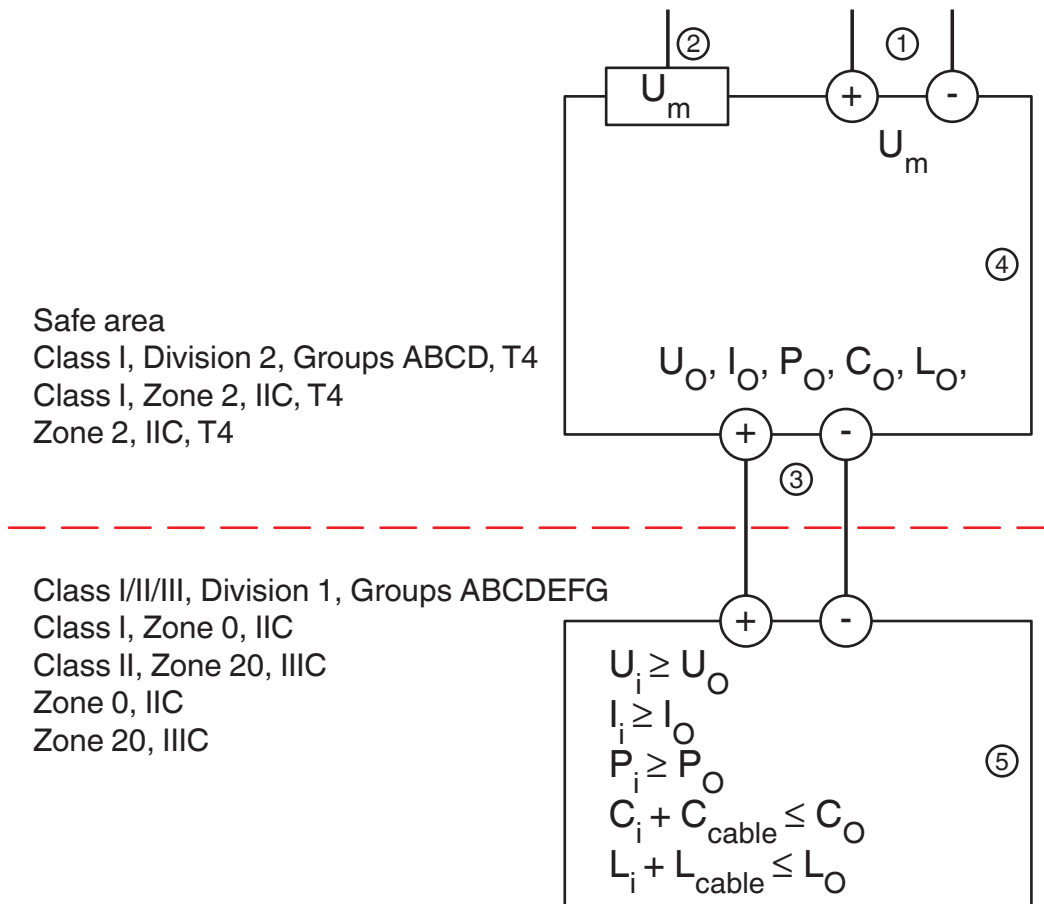 ②
①
U_m
+
-
U_m
④
Safe area
Class I, Division 2, Groups ABCD, T4
Class I, Zone 2, IIC, T4
Zone 2, IIC, T4
U_O, I_O, P_O, C_O, L_O,
+
-
③
Class I/II/III, Division 1, Groups ABCDEFG
Class I, Zone 0, IIC
Class II, Zone 20, IIIC
Zone 0, IIC
Zone 20, IIIC
+
-
U_i ≥ U_O
I_i ≥ I_O
P_i ≥ P_O
C_i + C_cable ≤ C_O
L_i + L_cable ≤ L_O
⑤